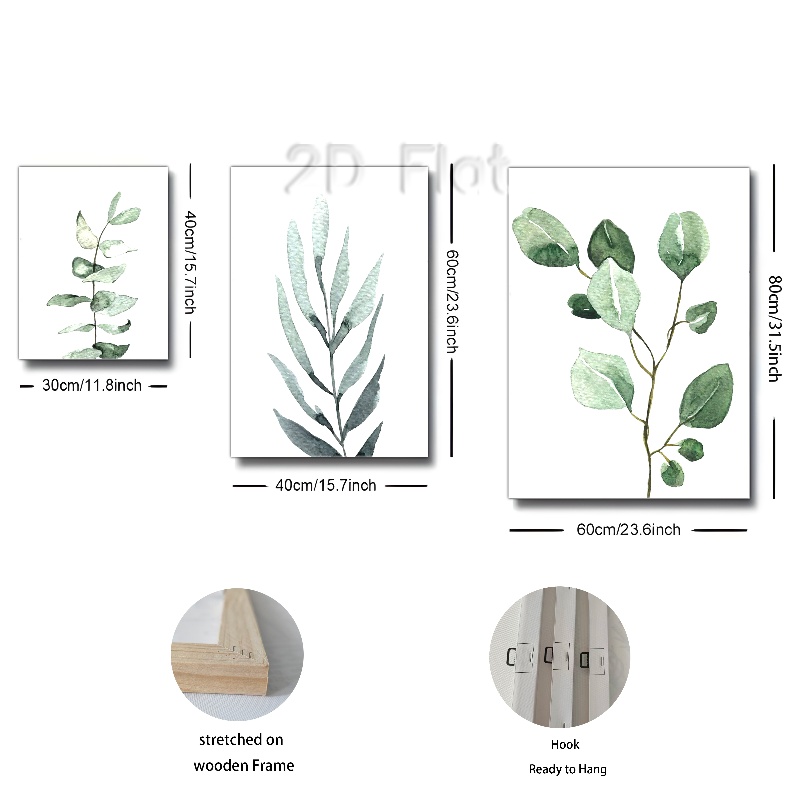 2D Flat
40cm/15.7inch
30cm/11.8inch
60cm/23.6inch
40cm/15.7inch
80cm/31.5inch
60cm/23.6inch
stretched on
wooden Frame
Hook
Ready to Hang